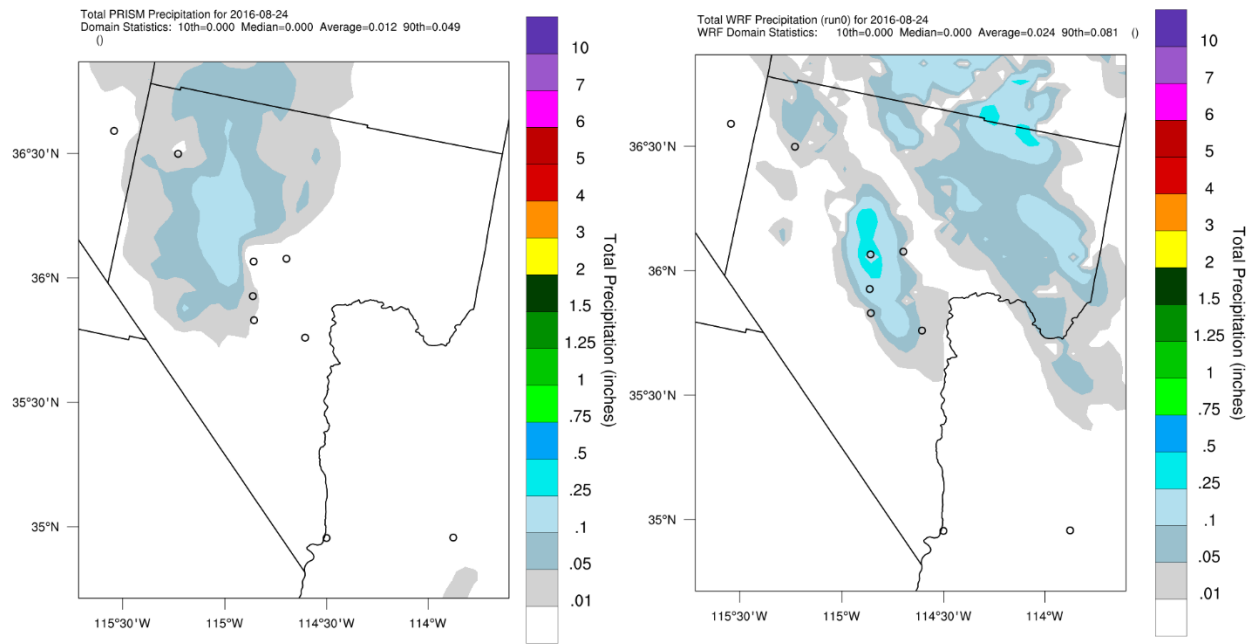 Total PRISM Precipitation for 2016-08-24
Domain Statistics: 10th=0.000 Median=0.000 Average=0.012 90th=0.049
()
36°30'N
36°N
35°30'N
35°N
115°30'W
115°W
114°30'W
114°W
10
7
6
5
4
3
2
1.5
1.25
1
.75
.5
.25
.1
.05
.01
Total Precipitation (inches)
Total WRF Precipitation (run0) for 2016-08-24
WRF Domain Statistics: 10th=0.000 Median=0.000 Average=0.024 90th=0.081 ()
36°30'N
36°N
35°30'N
35°N
115°30'W
115°W
114°30'W
114°W
10
7
6
5
4
3
2
1.5
1.25
1
.75
.5
.25
.1
.05
.01
Total Precipitation (inches)